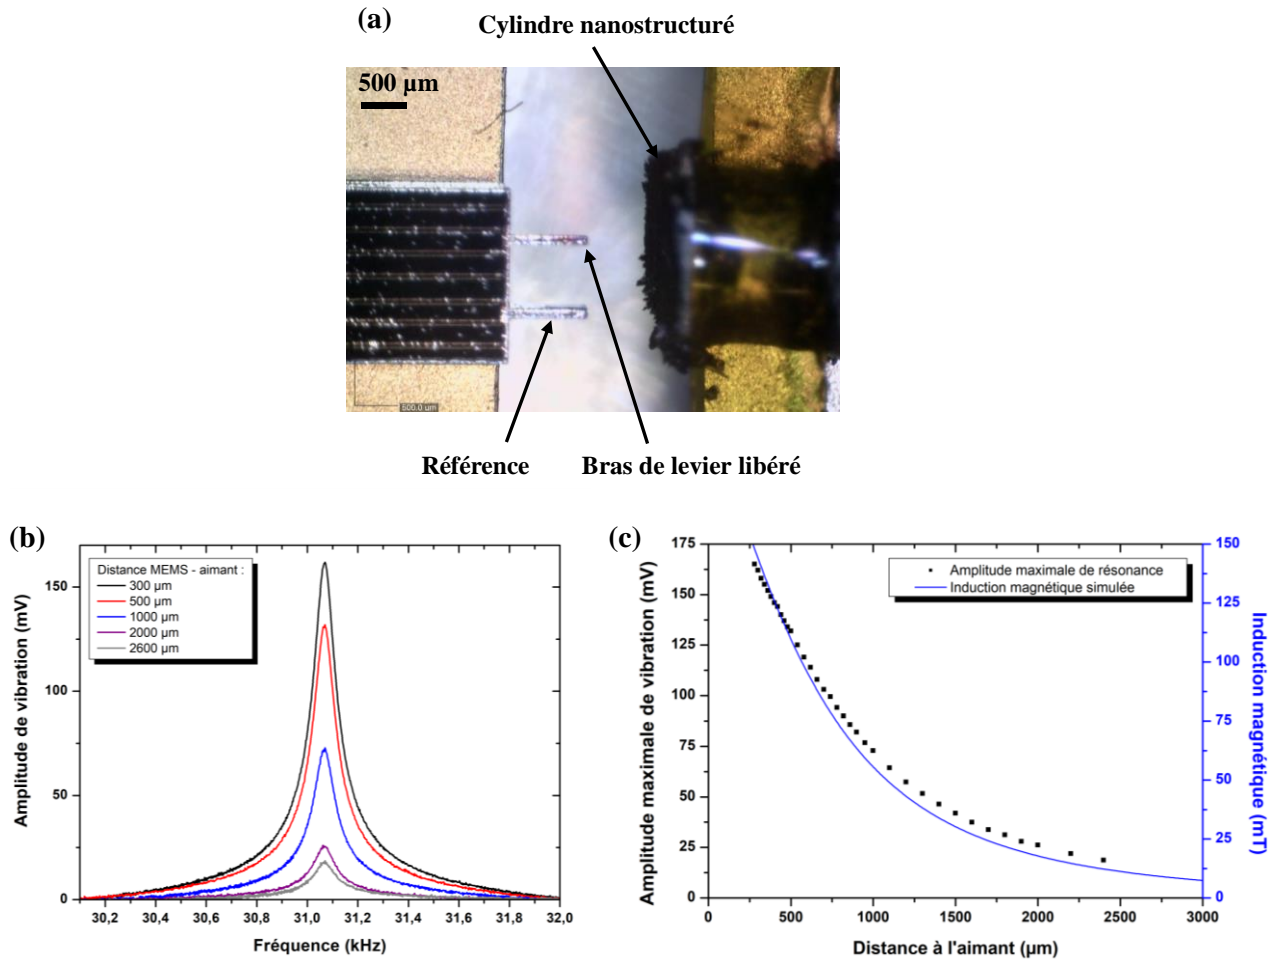 (a)
Cylindre nanostructuré
500 µm
500.0 um
Référence
Bras de levier libéré
(b)
Amplitude de vibration (mV)
150
100
50
0
Distance MEMS - aimant :
300 µm
500 µm
1000 µm
2000 µm
2600 µm
30,2 30,4 30,6 30,8 31,0 31,2 31,4 31,6 31,8 32,0
Fréquence (kHz)
(c)
Amplitude maximale de vibration (mV)
175
150
125
100
75
50
25
0
Amplitude maximale de résonance
Induction magnétique simulée
150
125
100
75
50
25
0
Induction magnétique (mT)
0 500 1000 1500 2000 2500 3000
Distance à l'aimant (µm)